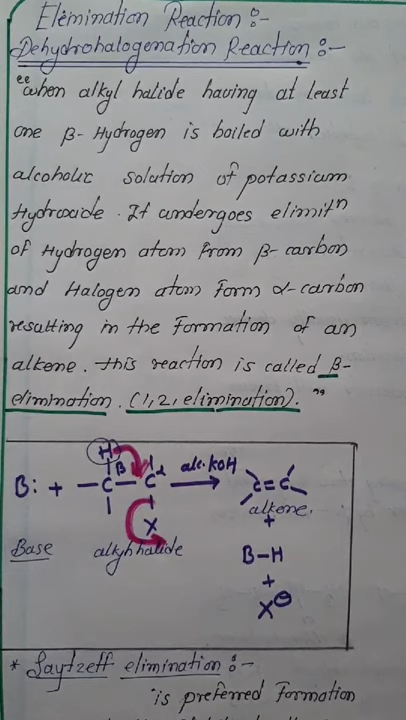 Elimination Reaction :-
Dehydrohalogenation Reaction :-
"when alkyl halide having at least
one β- Hydrogen is boiled with
alcoholic solution of potassium
Hydroxide. It undergoes elimitⁿ
of Hydrogen atom from β- carbon
and Halogen atom form α-carbon
resulting in the formation of an
alkene. this reaction is called β-
elimination. (1,2, elimination). "
H
B: + -C-C- alc. KOH C=C
β α
X
alkene.
+
Base alkyl halide B-H
+
X⊖
* Saytzeff elimination :-
is preferred Formation